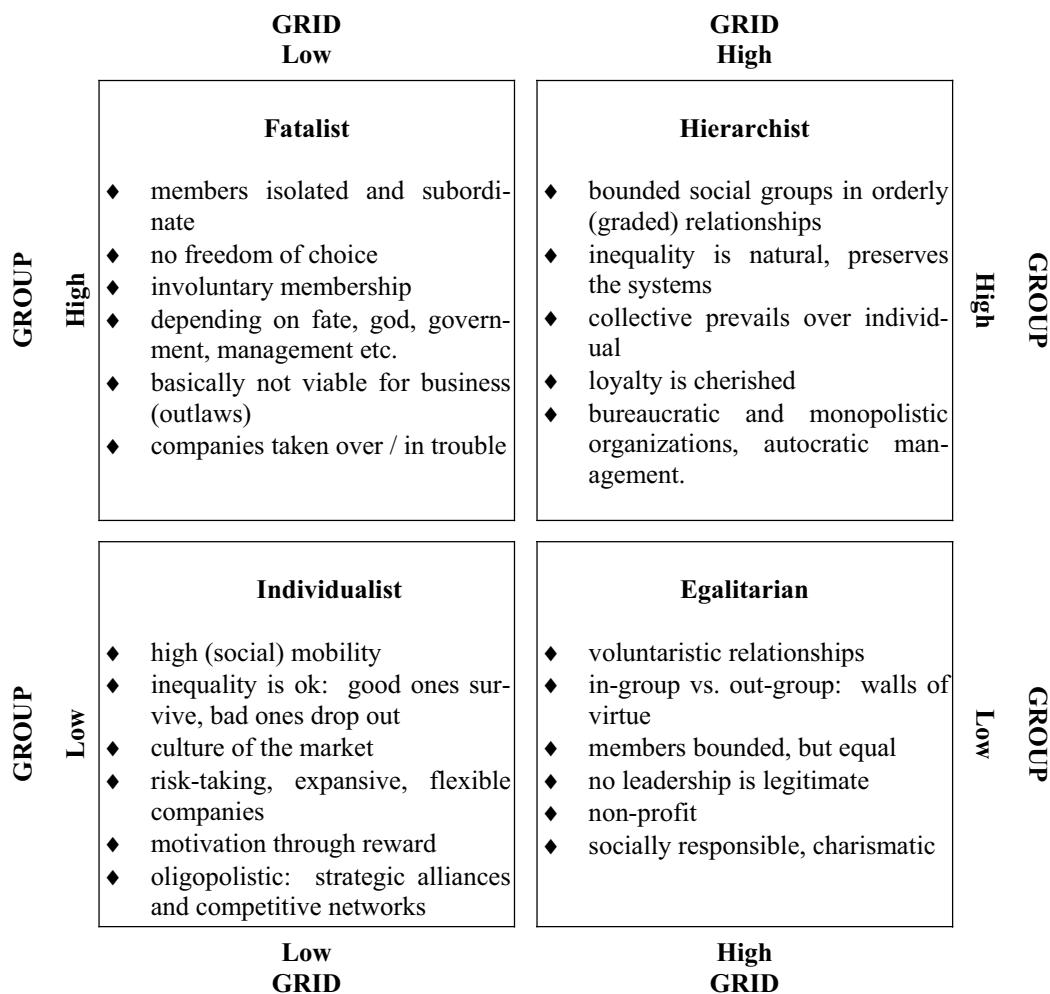 GRID
Low
GRID
High
GROUP
High
Fatalist
♦ members isolated and subordi-
nate
♦ no freedom of choice
♦ involuntary membership
♦ depending on fate, god, govern-
ment, management etc.
♦ basically not viable for business
(outlaws)
♦ companies taken over / in trouble
Hierarchist
♦ bounded social groups in orderly
(graded) relationships
♦ inequality is natural, preserves
the systems
♦ collective prevails over individ-
ual
♦ loyalty is cherished
♦ bureaucratic and monopolistic
organizations, autocratic man-
agement.
High
GROUP
GROUP
Low
Individualist
♦ high (social) mobility
♦ inequality is ok: good ones sur-
vive, bad ones drop out
♦ culture of the market
♦ risk-taking, expansive, flexible
companies
♦ motivation through reward
♦ oligopolistic: strategic alliances
and competitive networks
Egalitarian
♦ voluntaristic relationships
♦ in-group vs. out-group: walls of
virtue
♦ members bounded, but equal
♦ no leadership is legitimate
♦ non-profit
♦ socially responsible, charismatic
Low
GROUP
Low
GRID
High
GRID